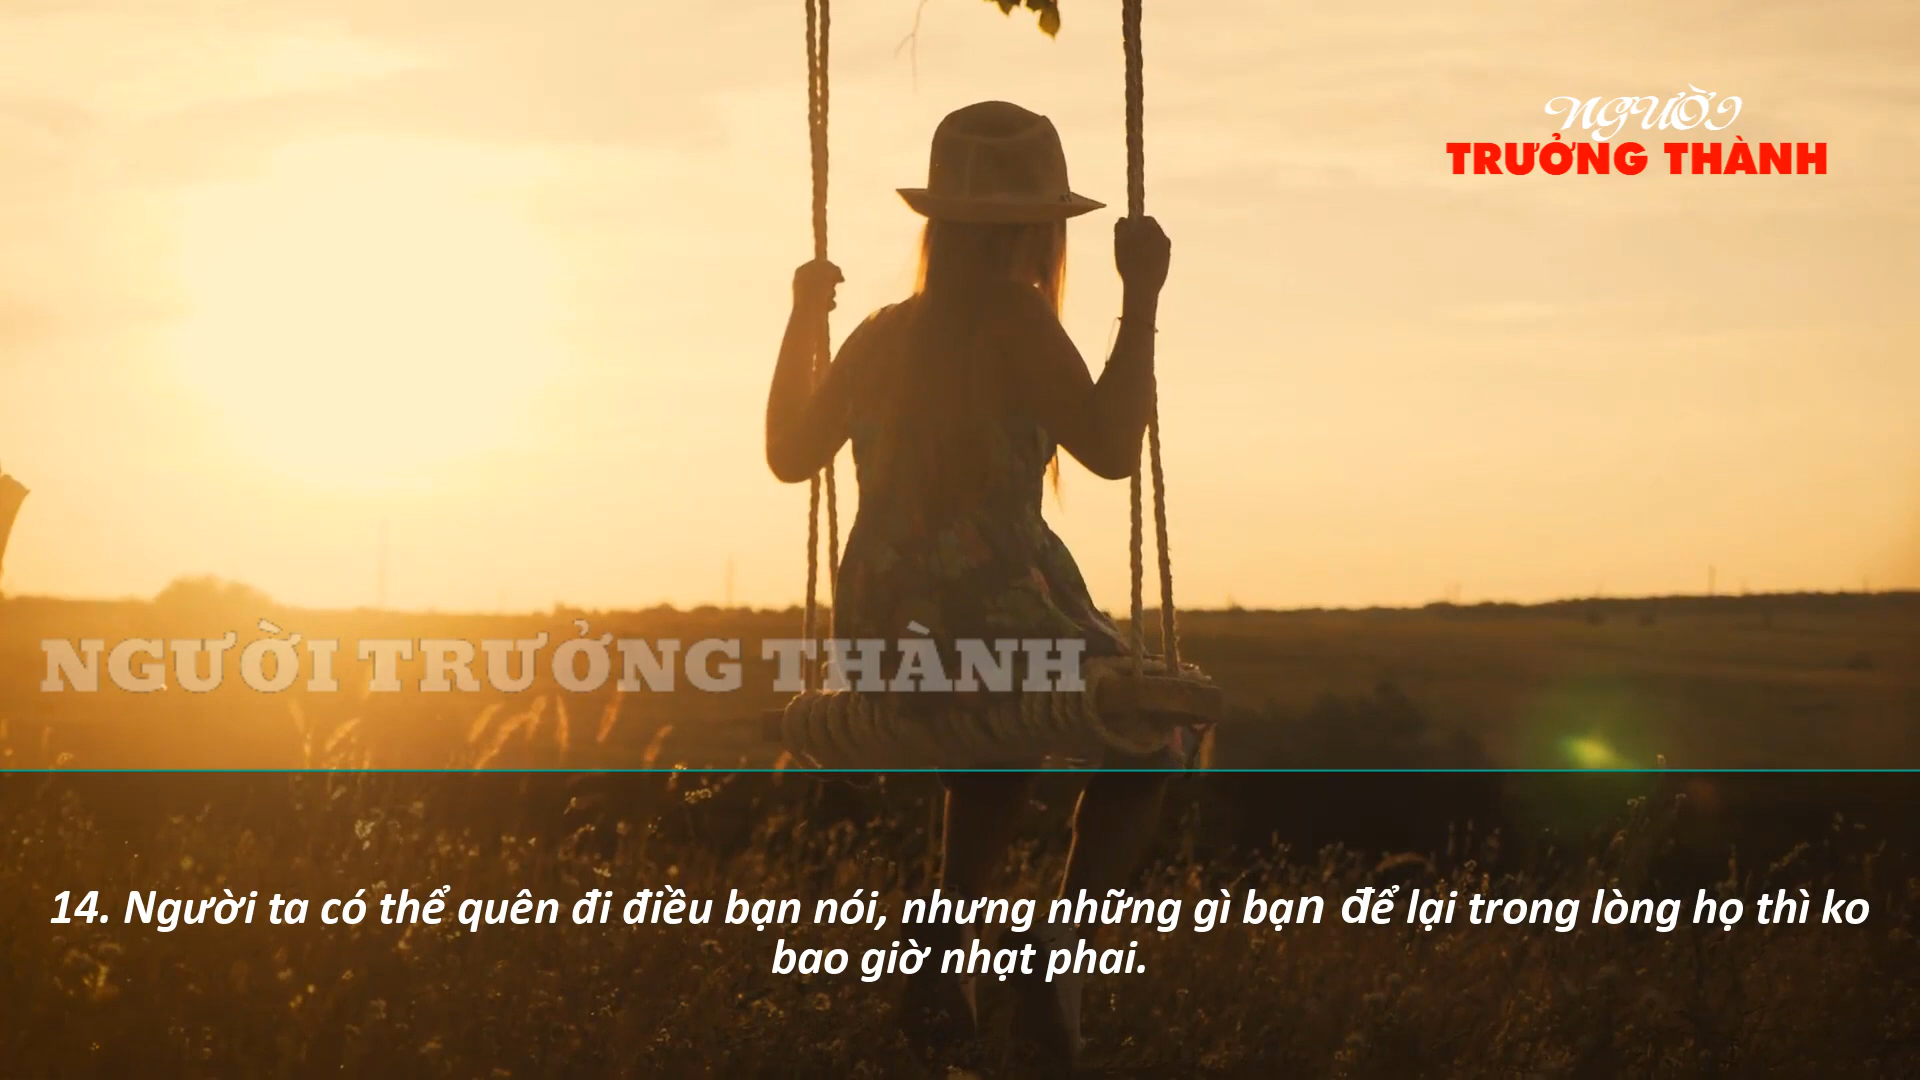 NGƯỜI
TRƯỞNG THÀNH
NGƯỜI TRƯỞNG THÀNH
14. Người ta có thể quên đi điều bạn nói, nhưng những gì bạn để lại trong lòng họ thì ko
bao giờ nhạt phai.